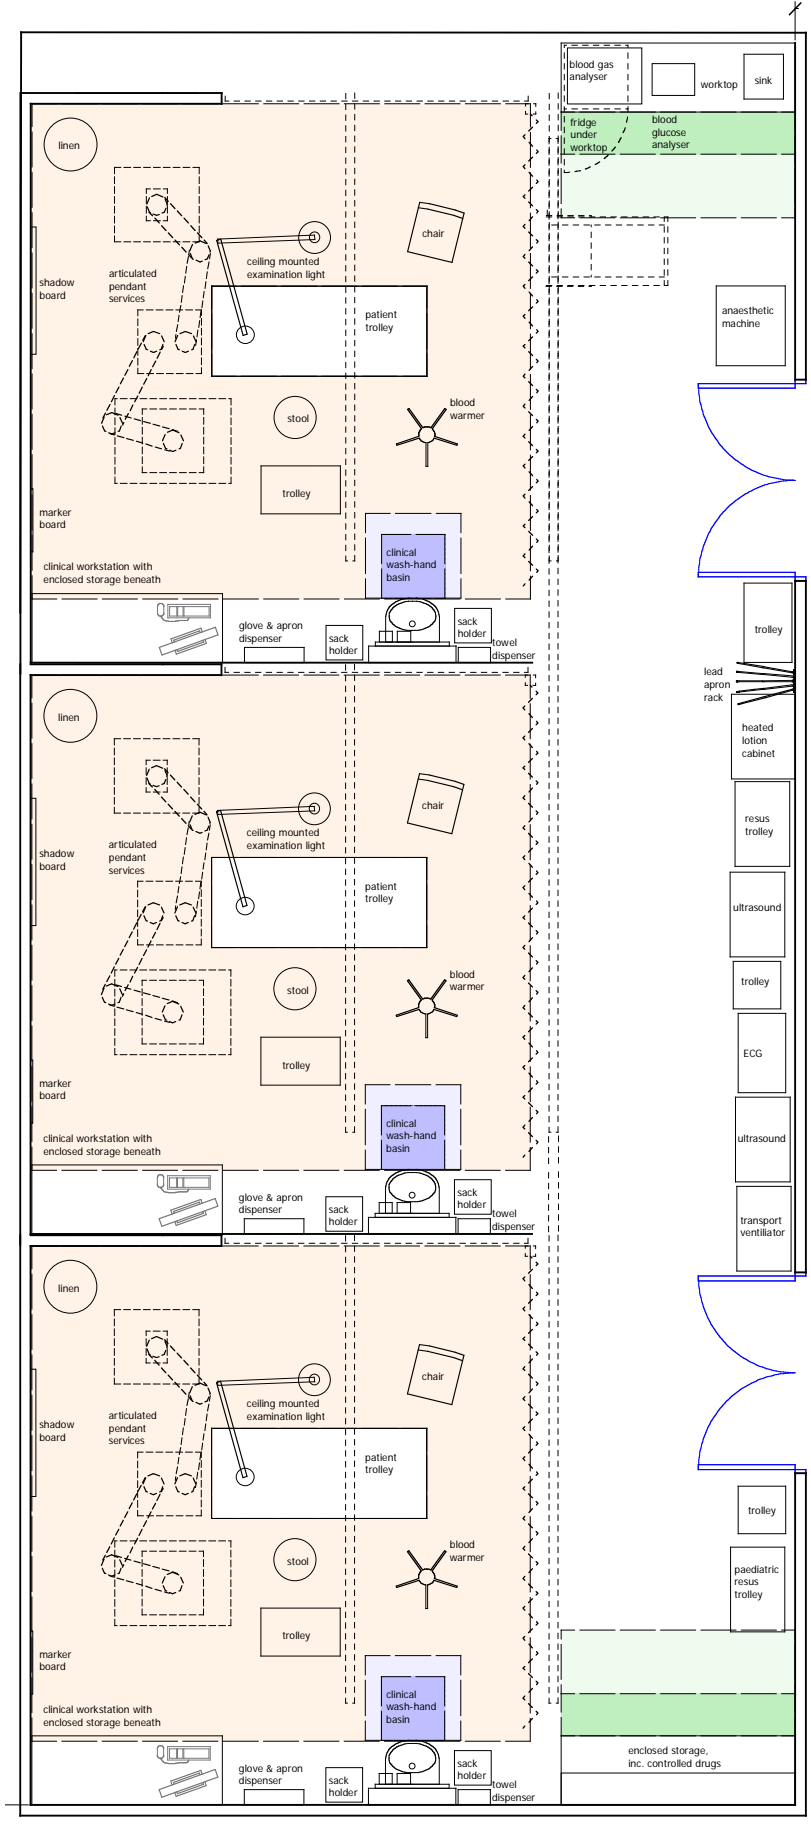 blood gas
analyser
worktop
sink
fridge
under
worktop
blood
glucose
analyser
linen
chair
shadow
board
articulated
pendant
services
ceiling mounted
examination light
patient
trolley
anaesthetic
machine
stool
blood
warmer
trolley
marker
board
clinical
wash-hand
basin
clinical workstation with
enclosed storage beneath
glove & apron
dispenser
sack
holder
sack
holder
towel
dispenser
trolley
lead
apron
rack
heated
lotion
cabinet
linen
chair
shadow
board
articulated
pendant
services
ceiling mounted
examination light
patient
trolley
resus
trolley
ultrasound
stool
blood
warmer
trolley
trolley
ECG
marker
board
clinical
wash-hand
basin
clinical workstation with
enclosed storage beneath
ultrasound
glove & apron
dispenser
sack
holder
sack
holder
towel
dispenser
transport
ventiliator
linen
chair
shadow
board
articulated
pendant
services
ceiling mounted
examination light
patient
trolley
trolley
stool
blood
warmer
paediatric
resus
trolley
trolley
marker
board
clinical
wash-hand
basin
clinical workstation with
enclosed storage beneath
glove & apron
dispenser
sack
holder
sack
holder
towel
dispenser
enclosed storage,
inc. controlled drugs